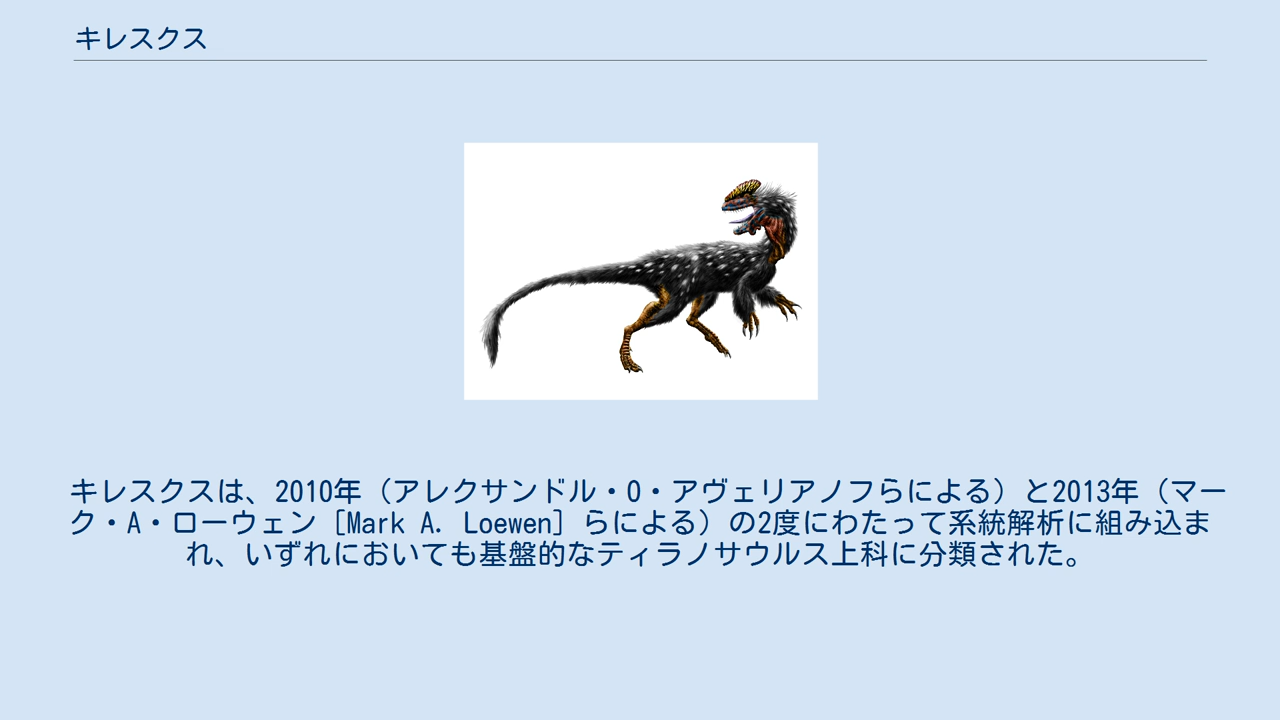 キレスクス
キレスクスは、2010年（アレクサンドル・O・アヴェリアノフらによる）と2013年（マー
ク・A・ローウェン［Mark A. Loewen］らによる）の2度にわたって系統解析に組み込ま
れ、いずれにおいても基盤的なティラノサウルス上科に分類された。